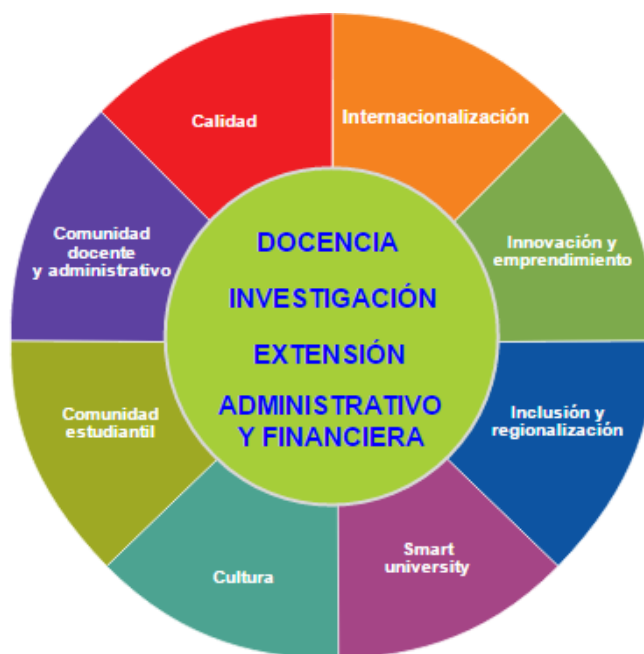 Calidad
Internacionalización
Innovación y
emprendimiento
Inclusión y
regionalización
Smart
university
Cultura
Comunidad
estudiantil
Comunidad
docente
y administrativo
DOCENCIA
INVESTIGACIÓN
EXTENSIÓN
ADMINISTRATIVO
Y FINANCIERA